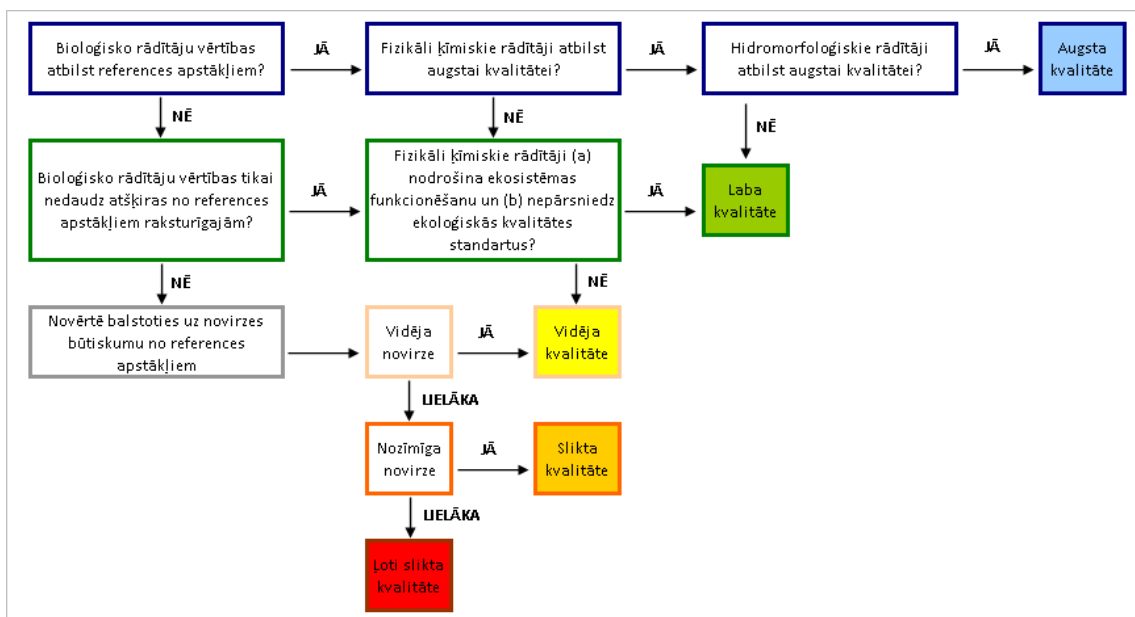 Bioloģisko rādītāju vērtības
atbilst references apstākļiem?
JĀ
Fizikāli ķīmiskie rādītāji atbilst
augstai kvalitātei?
JĀ
Hidromorfoloģiskie rādītāji
atbilst augstai kvalitātei?
JĀ
Augsta
kvalitāte
NĒ
NĒ
NĒ
Bioloģisko rādītāju vērtības tikai
nedaudz atšķiras no references
apstākļiem raksturīgajām?
JĀ
Fizikāli ķīmiskie rādītāji (a)
nodrošina ekosistēmas
funkcionēšanu un (b) nepārsniedz
ekoloģiskās kvalitātes
standartus?
JĀ
Laba
kvalitāte
NĒ
NĒ
Novērtē balstoties uz novirzes
būtiskumu no references
apstākļiem
Vidēja
novirze
JĀ
Vidēja
kvalitāte
LIELĀKA
Nozīmīga
novirze
JĀ
Slikta
kvalitāte
LIELĀKA
Ļoti slikta
kvalitāte